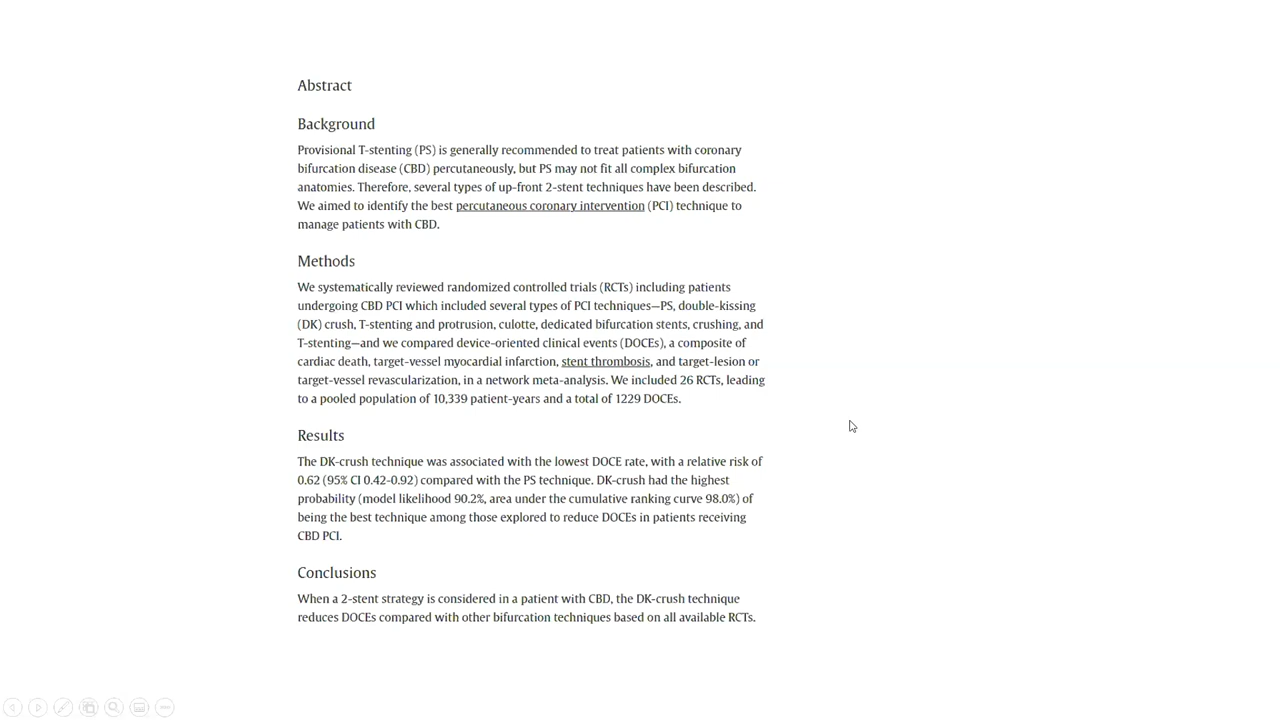 Abstract
Background
Provisional T-stenting (PS) is generally recommended to treat patients with coronary
bifurcation disease (CBD) percutaneously, but PS may not fit all complex bifurcation
anatomies. Therefore, several types of up-front 2-stent techniques have been described.
We aimed to identify the best percutaneous coronary intervention (PCI) technique to
manage patients with CBD.
Methods
We systematically reviewed randomized controlled trials (RCTs) including patients
undergoing CBD PCI which included several types of PCI techniques—PS, double-kissing
(DK) crush, T-stenting and protrusion, culotte, dedicated bifurcation stents, crushing, and
T-stenting—and we compared device-oriented clinical events (DOCEs), a composite of
cardiac death, target-vessel myocardial infarction, stent thrombosis, and target-lesion or
target-vessel revascularization, in a network meta-analysis. We included 26 RCTs, leading
to a pooled population of 10,339 patient-years and a total of 1229 DOCEs.
Results
The DK-crush technique was associated with the lowest DOCE rate, with a relative risk of
0.62 (95% CI 0.42-0.92) compared with the PS technique. DK-crush had the highest
probability (model likelihood 90.2%, area under the cumulative ranking curve 98.0%) of
being the best technique among those explored to reduce DOCEs in patients receiving
CBD PCI.
Conclusions
When a 2-stent strategy is considered in a patient with CBD, the DK-crush technique
reduces DOCEs compared with other bifurcation techniques based on all available RCTs.